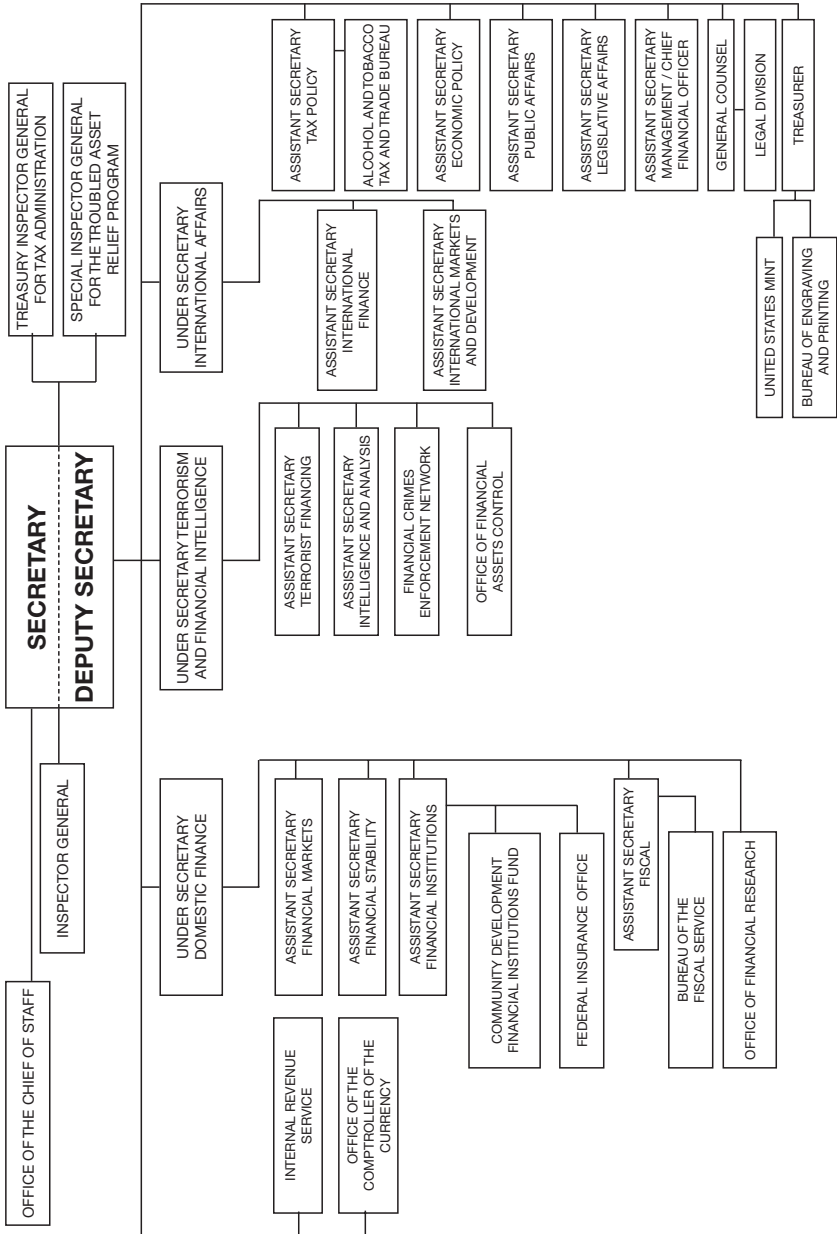 OFFICE OF THE CHIEF OF STAFF
INSPECTOR GENERAL
SECRETARY
DEPUTY SECRETARY
TREASURY INSPECTOR GENERAL
FOR TAX ADMINISTRATION
SPECIAL INSPECTOR GENERAL
FOR THE TROUBLED ASSET
RELIEF PROGRAM
INTERNAL REVENUE
SERVICE
OFFICE OF THE
COMPTROLLER OF THE
CURRENCY
UNDER SECRETARY
DOMESTIC FINANCE
ASSISTANT SECRETARY
FINANCIAL MARKETS
ASSISTANT SECRETARY
FINANCIAL STABILITY
ASSISTANT SECRETARY
FINANCIAL INSTITUTIONS
COMMUNITY DEVELOPMENT
FINANCIAL INSTITUTIONS FUND
FEDERAL INSURANCE OFFICE
ASSISTANT SECRETARY
FISCAL
BUREAU OF THE
FISCAL SERVICE
OFFICE OF FINANCIAL RESEARCH
UNDER SECRETARY TERRORISM
AND FINANCIAL INTELLIGENCE
ASSISTANT SECRETARY
TERRORIST FINANCING
ASSISTANT SECRETARY
INTELLIGENCE AND ANALYSIS
FINANCIAL CRIMES
ENFORCEMENT NETWORK
OFFICE OF FINANCIAL
ASSETS CONTROL
UNDER SECRETARY
INTERNATIONAL AFFAIRS
ASSISTANT SECRETARY
INTERNATIONAL
FINANCE
ASSISTANT SECRETARY
INTERNATIONAL MARKETS
AND DEVELOPMENT
ASSISTANT SECRETARY
TAX POLICY
ALCOHOL AND TOBACCO
TAX AND TRADE BUREAU
ASSISTANT SECRETARY
ECONOMIC POLICY
ASSISTANT SECRETARY
PUBLIC AFFAIRS
ASSISTANT SECRETARY
LEGISLATIVE AFFAIRS
ASSISTANT SECRETARY
MANAGEMENT / CHIEF
FINANCIAL OFFICER
GENERAL COUNSEL
LEGAL DIVISION
TREASURER
UNITED STATES MINT
BUREAU OF ENGRAVING
AND PRINTING